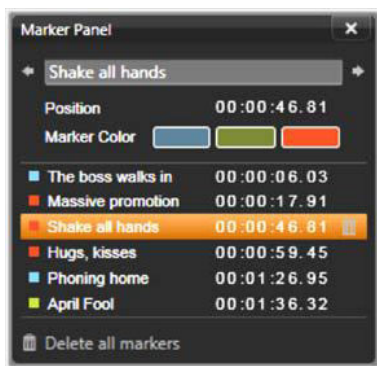 Marker Panel
Shake all hands
Position 00:00:46.81
Marker Color
The boss walks in 00:00:06.03
Massive promotion 00:00:17.91
Shake all hands 00:00:46.81
Hugs, kisses 00:00:59.45
Phoning home 00:01:26.95
April Fool 00:01:36.32
Delete all markers